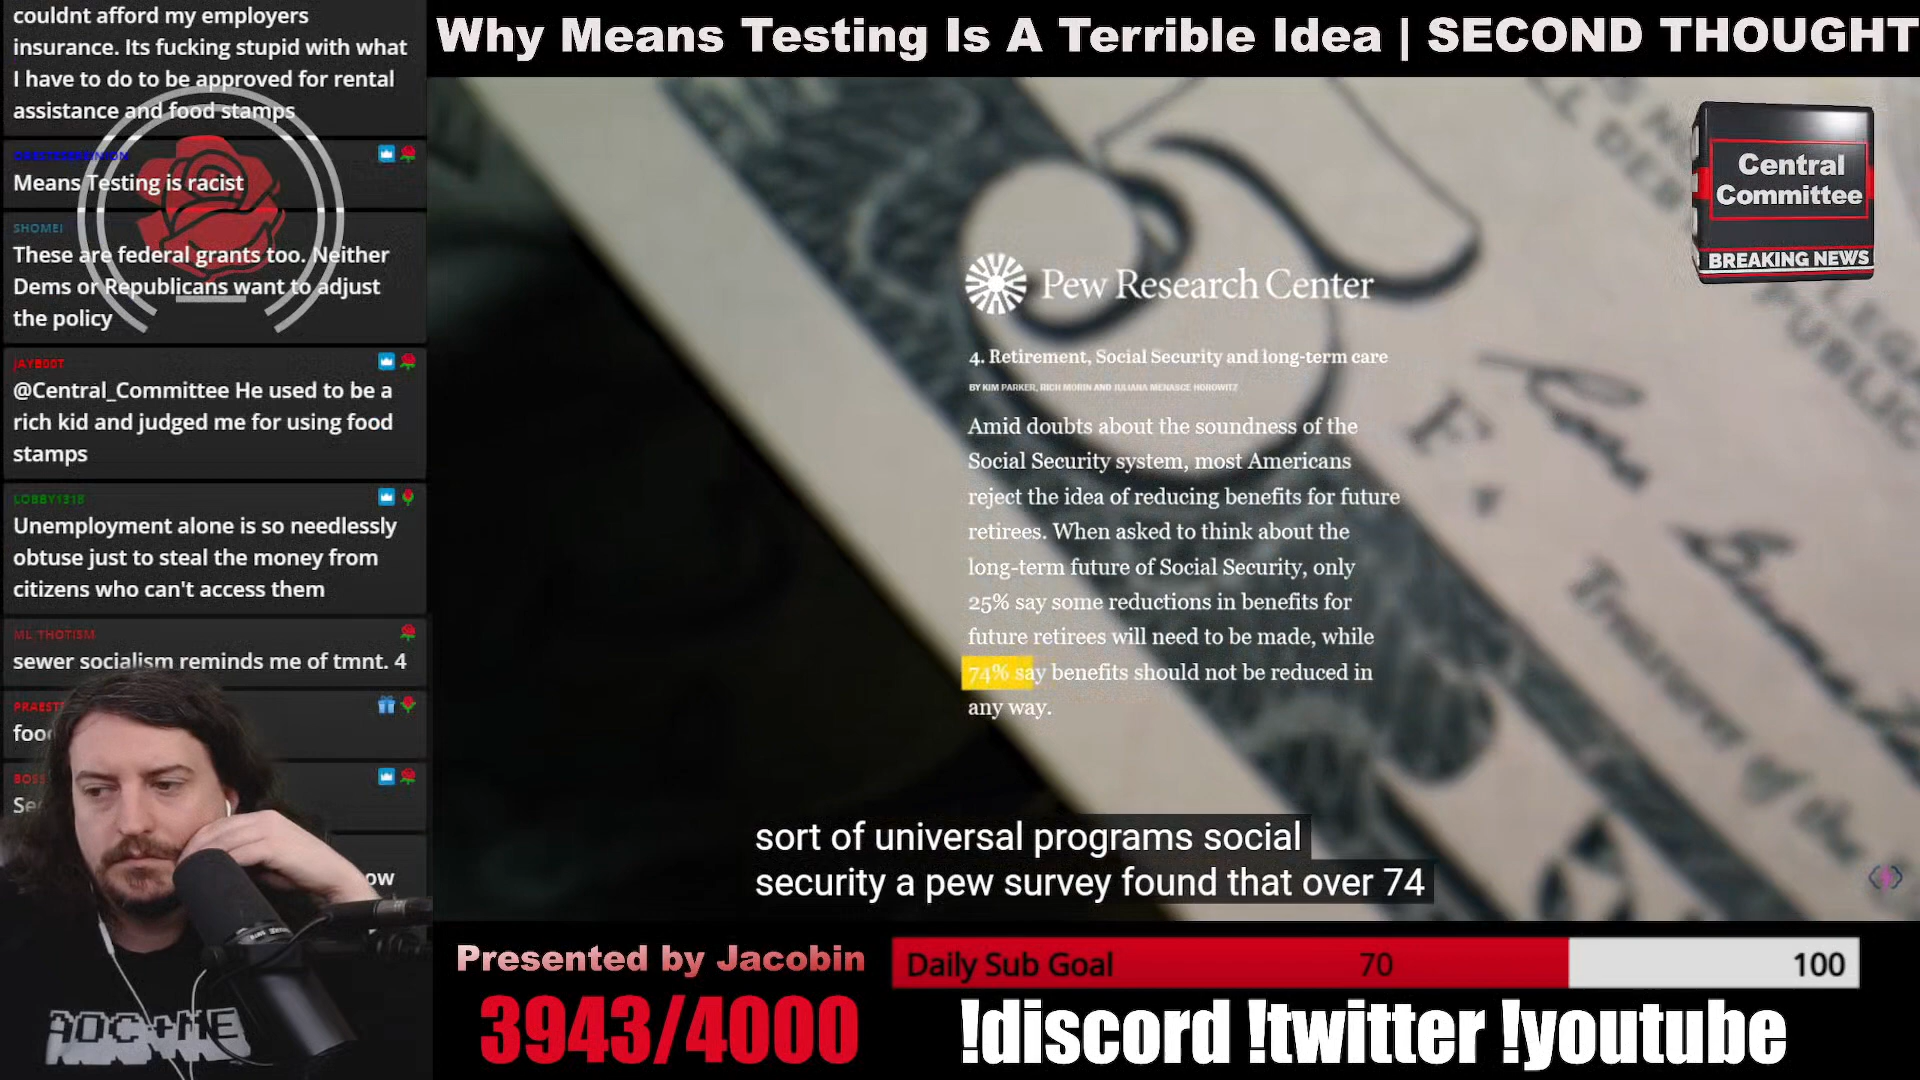 couldnt afford my employers
insurance. Its fucking stupid with what
I have to do to be approved for rental
assistance and food stamps
Means Testing is racist
SHOMEI
These are federal grants too. Neither
Dems or Republicans want to adjust
the policy
JAYB00T
@Central_Committee He used to be a
rich kid and judged me for using food
stamps
LOBBY1318
Unemployment alone is so needlessly
obtuse just to steal the money from
citizens who can't access them
ML THOTISM
sewer socialism reminds me of tmnt. 4
ow
AOC+ME
Why Means Testing Is A Terrible Idea | SECOND THOUGHT
Central
Committee
BREAKING NEWS
Pew Research Center
4. Retirement, Social Security and long-term care
BY KIM PARKER, RICH MORIN AND JULIANA MENASCE HOROWITZ
Amid doubts about the soundness of the
Social Security system, most Americans
reject the idea of reducing benefits for future
retirees. When asked to think about the
long-term future of Social Security, only
25% say some reductions in benefits for
future retirees will need to be made, while
74% say benefits should not be reduced in
any way.
F.
Treasurer of the
sort of universal programs social
security a pew survey found that over 74
Presented by Jacobin
3943/4000
Daily Sub Goal 70 100
!discord !twitter !youtube